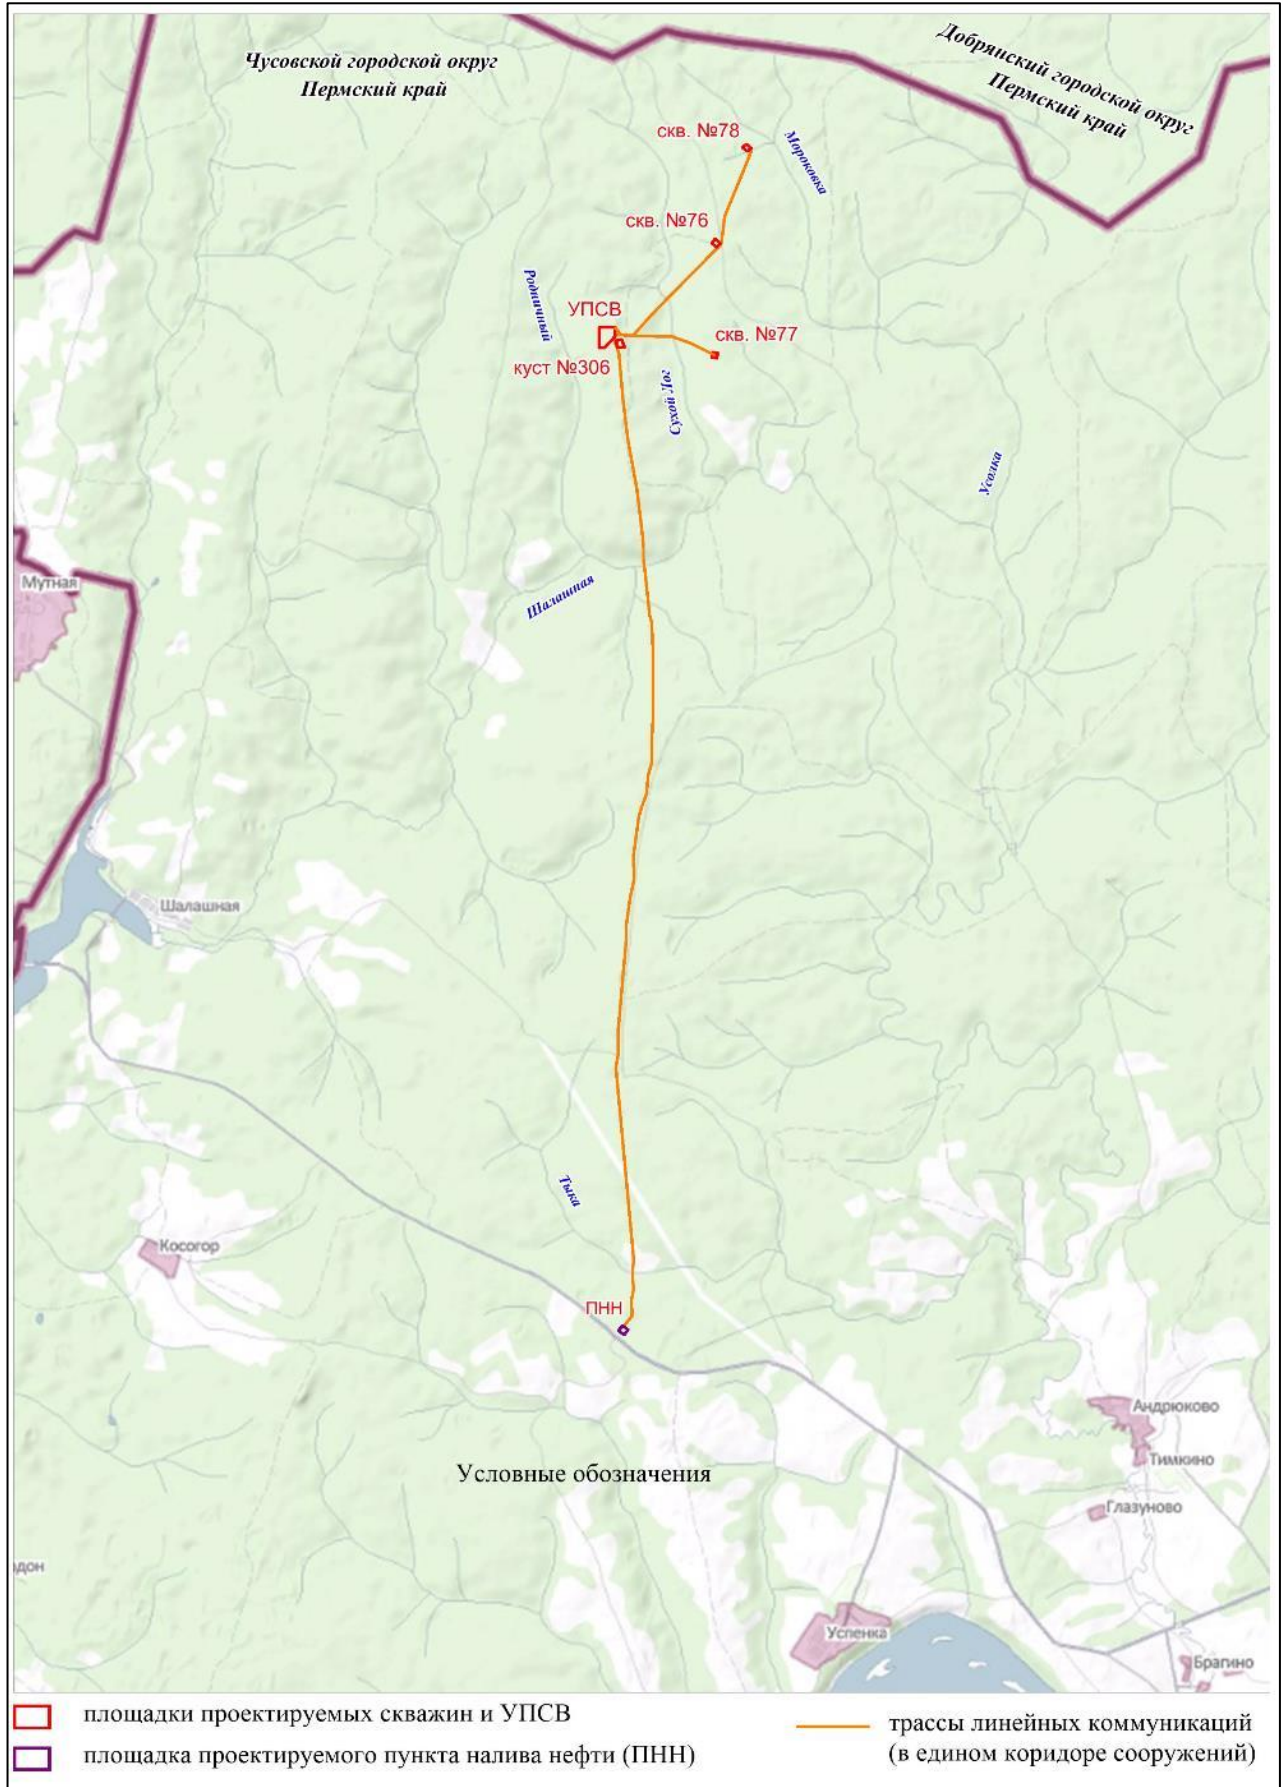 Чусовской городской округ
Пермский край
Добрянский городской округ
Пермский край
скв. №78
Мороковка
скв. №76
Родничный
УПСВ
скв. №77
куст №306
Сухой Лог
Усолка
Мутная
Шалашная
Шалашная
Тыка
Косогор
ПНН
Андрюково
Тимкино
Глазуново
Условные обозначения
дон
Успенка
Брагино
площадки проектируемых скважин и УПСВ
площадка проектируемого пункта налива нефти (ПНН)
трассы линейных коммуникаций
(в едином коридоре сооружений)